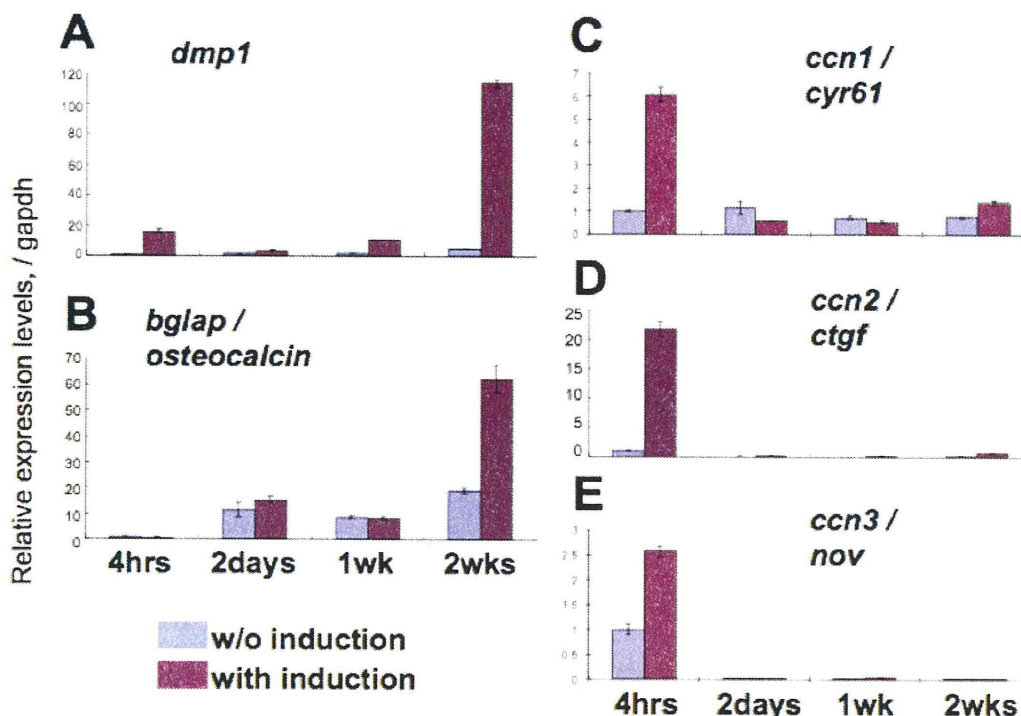 A
dmp1
120
100
80
60
40
20
0
B
bglap /
osteocalcin
70
60
50
40
30
20
10
0
4hrs 2days 1wk 2wks
Relative expression levels, / gapdh
w/o induction
with induction
C
ccn1 /
cyr61
7
6
5
4
3
2
1
0
D
ccn2 /
ctgf
25
20
15
10
5
0
E
ccn3 /
nov
3
2.5
2
1.5
1
0.5
0
4hrs 2days 1wk 2wks